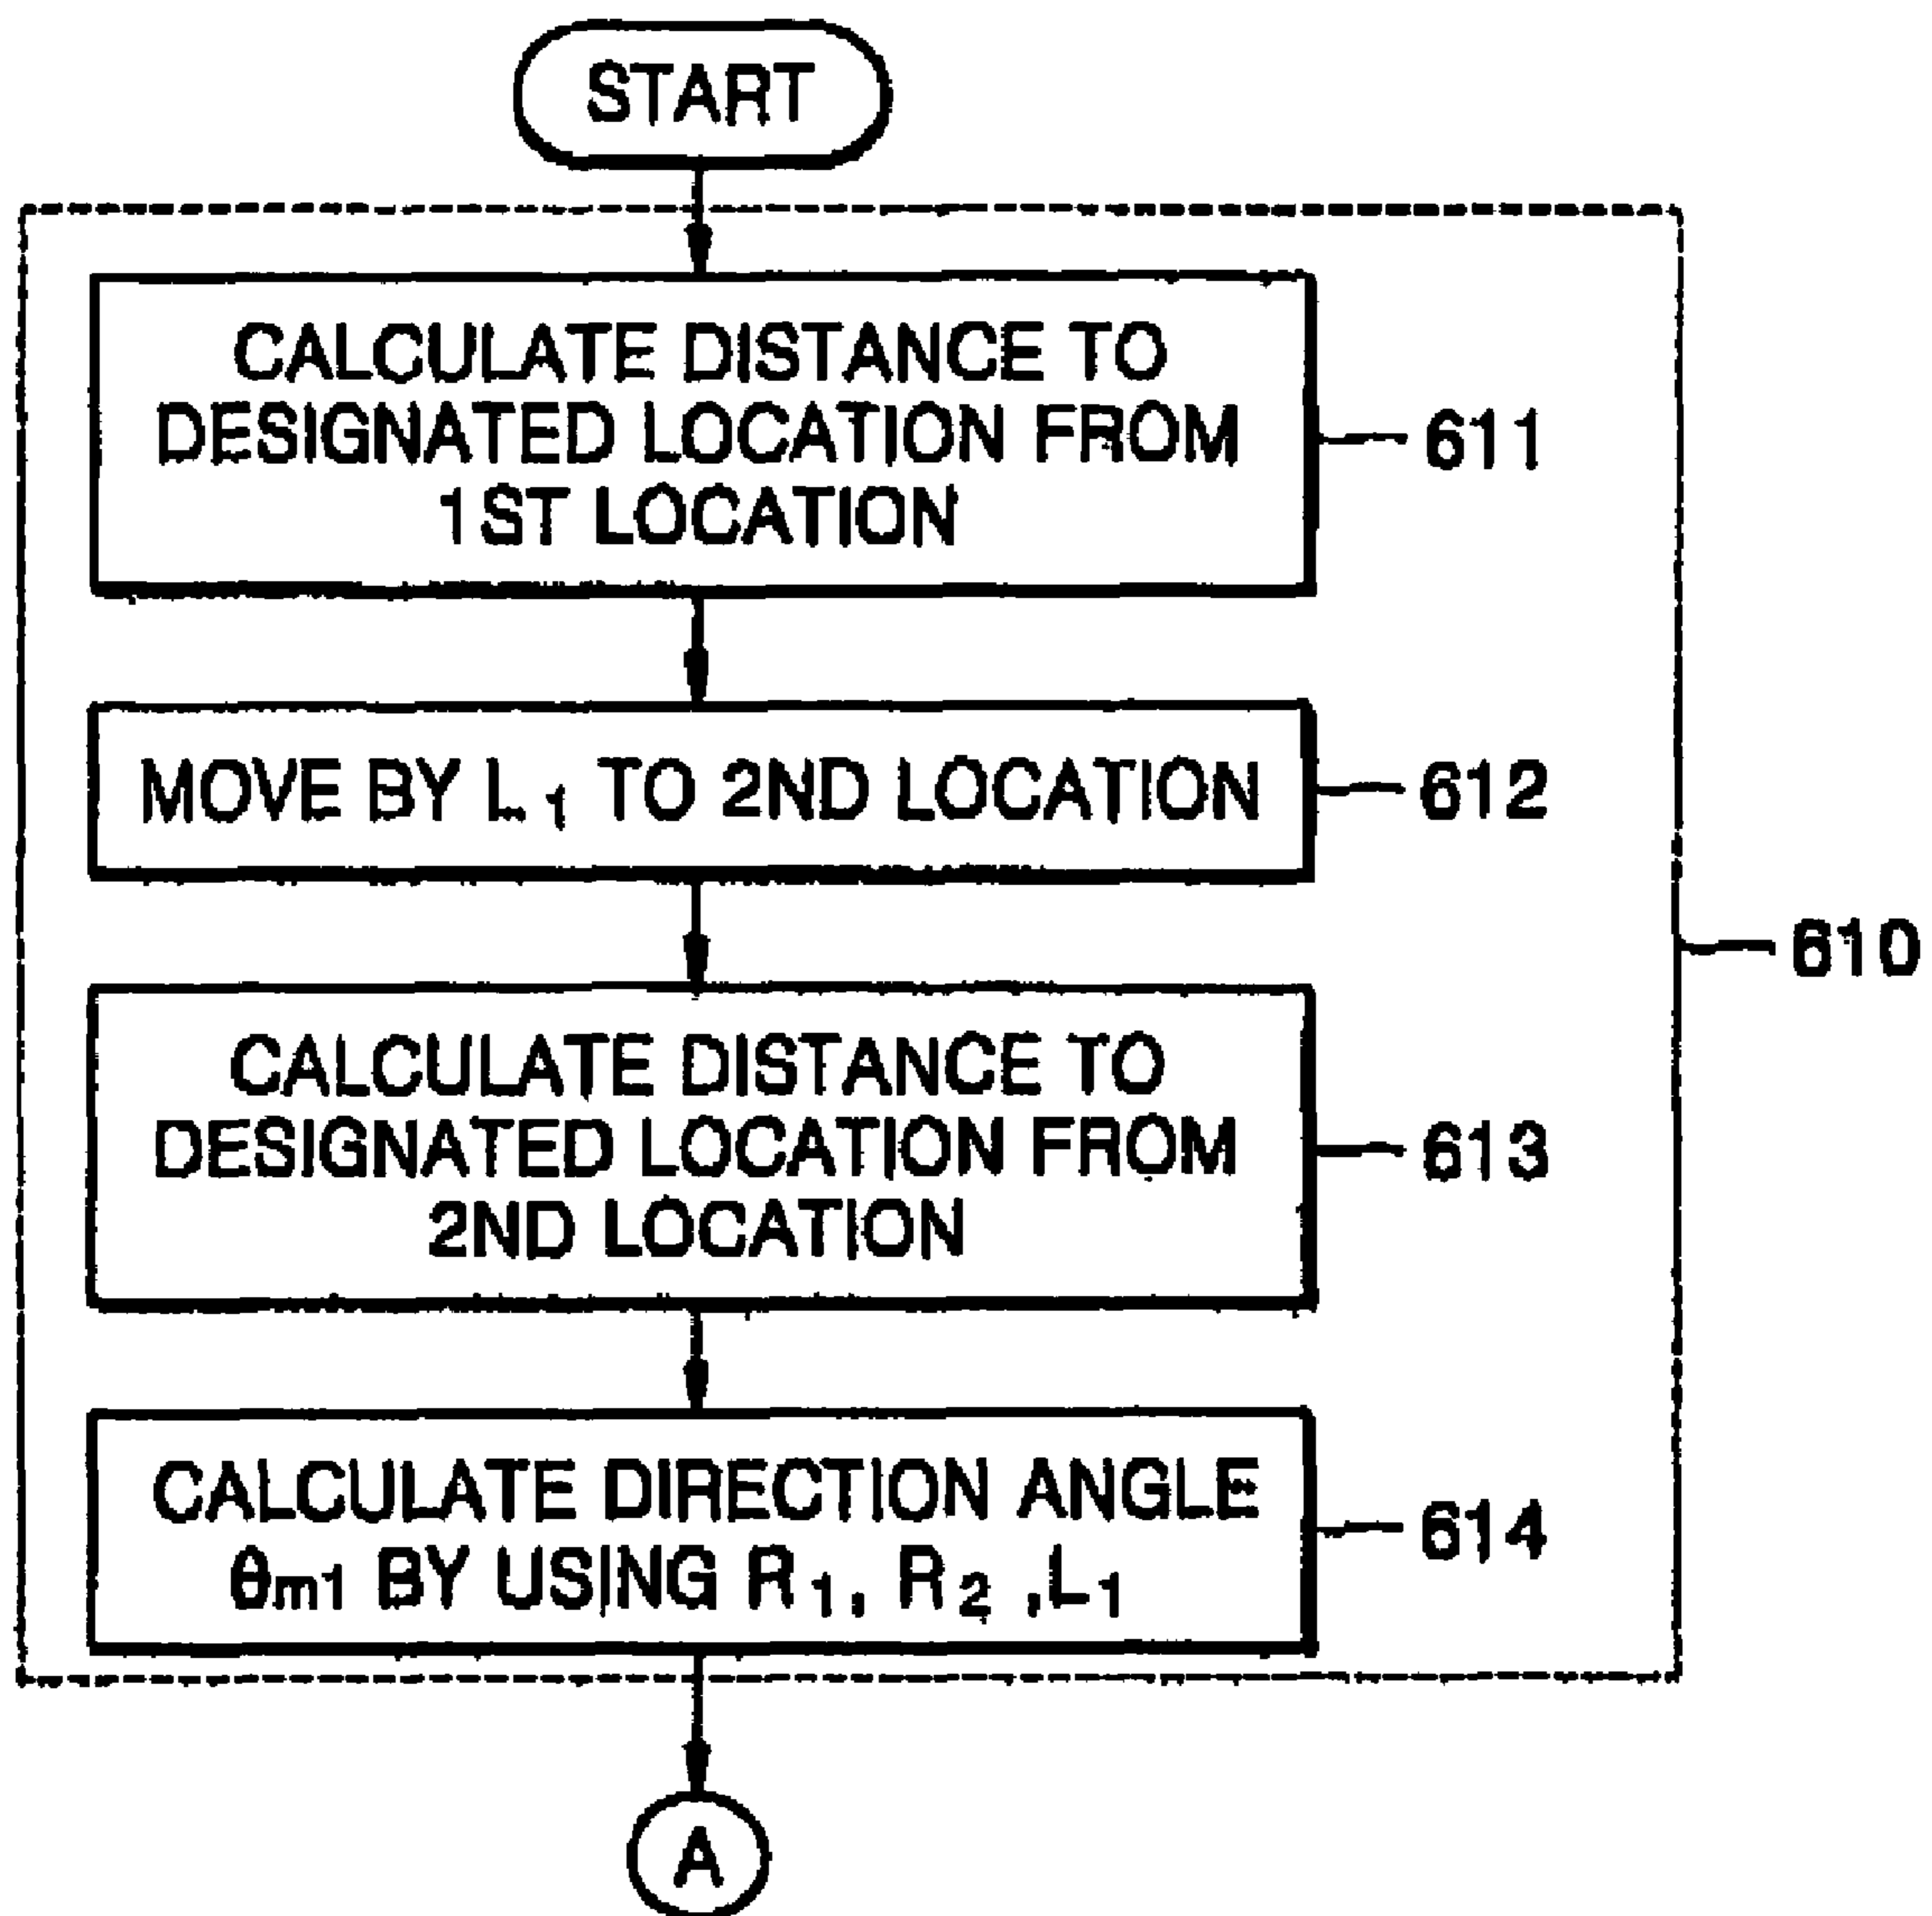 START
CALCULATE DISTANCE TO
DESIGNATED LOCATION FROM
1ST LOCATION
611
MOVE BY L1 TO 2ND LOCATION
612
610
CALCULATE DISTANCE TO
DESIGNATED LOCATION FROM
2ND LOCATION
613
CALCULATE DIRECTION ANGLE
θm1 BY USING R1, R2 ,L1
614
A